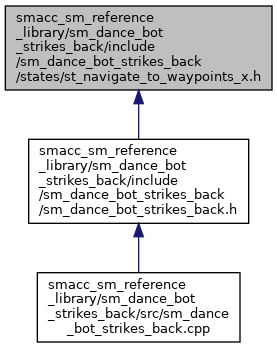 smacc_sm_reference
_library/sm_dance_bot
_strikes_back/include
/sm_dance_bot_strikes_back
/states/st_navigate_to_waypoints_x.h
smacc_sm_reference
_library/sm_dance_bot
_strikes_back/include
/sm_dance_bot_strikes_back
/sm_dance_bot_strikes_back.h
smacc_sm_reference
_library/sm_dance_bot
_strikes_back/src/sm_dance
_bot_strikes_back.cpp